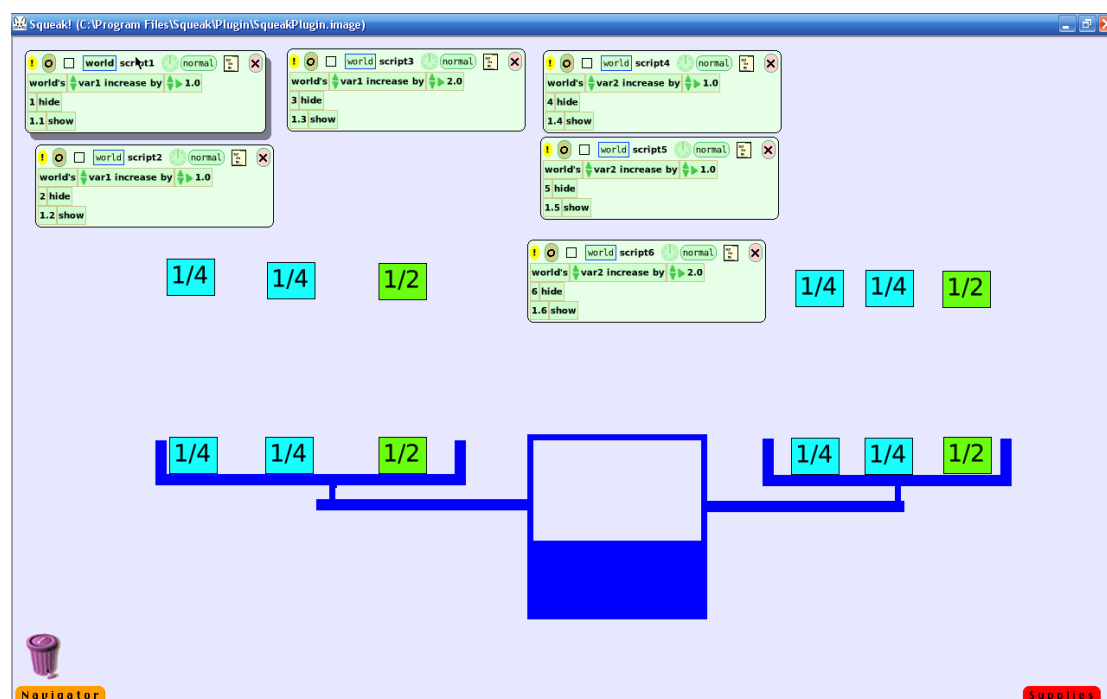 Squeak! (C:\Program Files\Squeak\Plugin\SqueakPlugin.image)
! world script1 normal
world's var1 increase by 1.0
1 hide
1.1 show
! world script3 normal
world's var1 increase by 2.0
3 hide
1.3 show
! world script4 normal
world's var2 increase by 1.0
4 hide
1.4 show
! world script2 normal
world's var1 increase by 1.0
2 hide
1.2 show
! world script5 normal
world's var2 increase by 1.0
5 hide
1.5 show
! world script6 normal
world's var2 increase by 2.0
6 hide
1.6 show
1/4 1/4 1/2
1/4 1/4 1/2
1/4 1/4 1/2
1/4 1/4 1/2
Navigator
Supplies